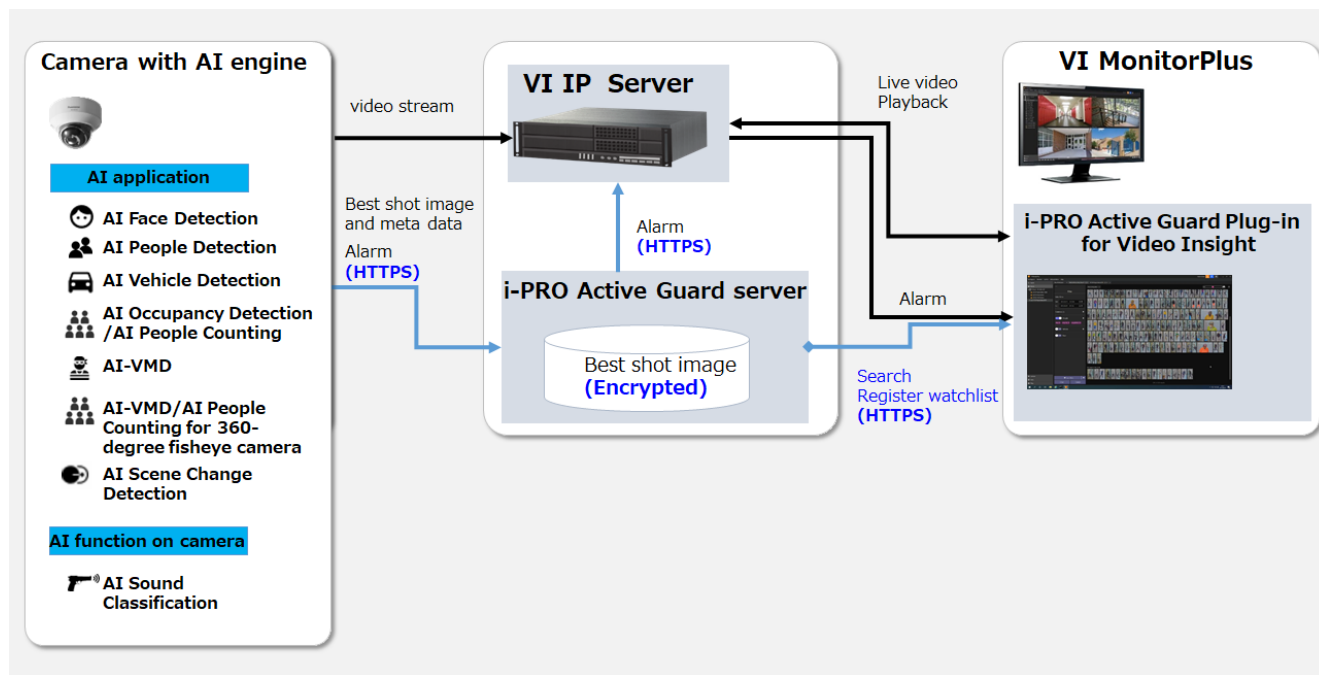 Camera with AI engine
AI application
AI Face Detection
AI People Detection
AI Vehicle Detection
AI Occupancy Detection
/AI People Counting
AI-VMD
AI-VMD/AI People
Counting for 360-
degree fisheye camera
AI Scene Change
Detection
AI function on camera
AI Sound
Classification
video stream
Best shot image
and meta data
Alarm
(HTTPS)
VI IP Server
Alarm
(HTTPS)
i-PRO Active Guard server
Best shot image
(Encrypted)
Live video
Playback
Alarm
Search
Register watchlist
(HTTPS)
VI MonitorPlus
i-PRO Active Guard Plug-in
for Video Insight